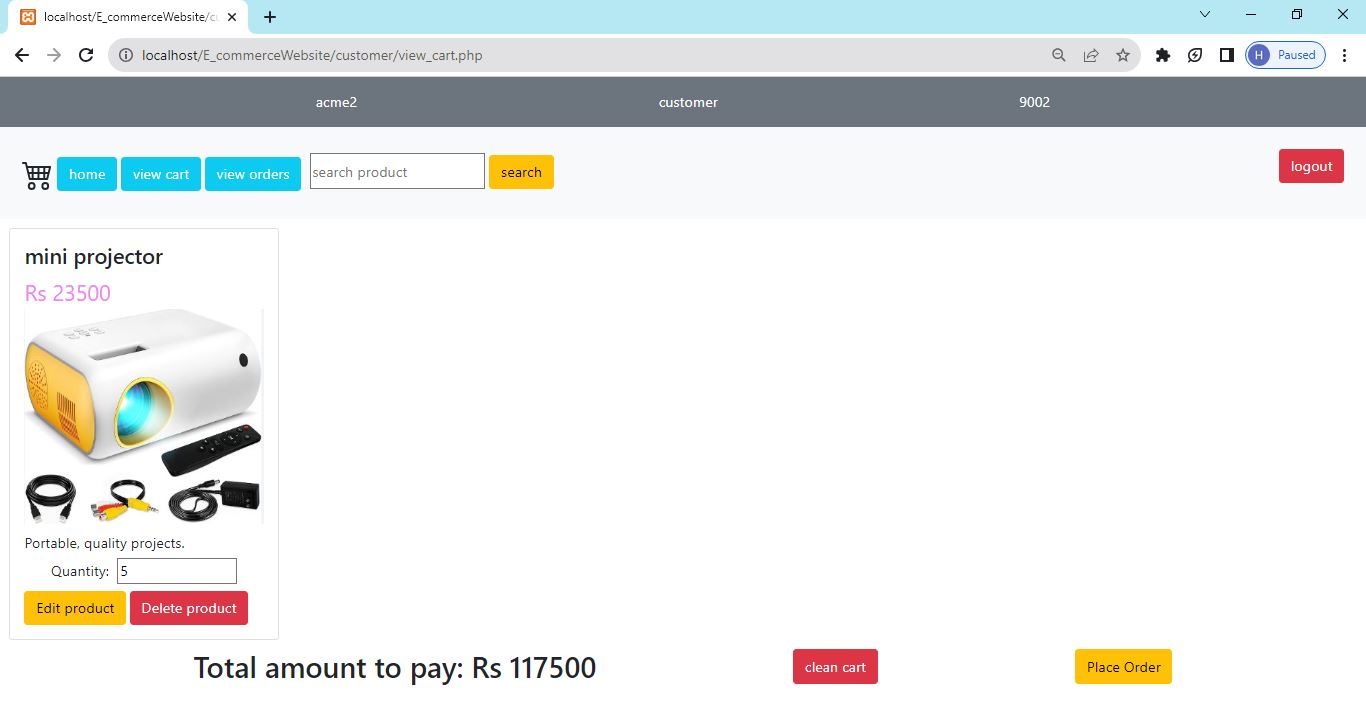 localhost/E_commerceWebsite/cu
localhost/E_commerceWebsite/customer/view_cart.php
H Paused
acme2 customer 9002
home view cart view orders search product search logout
mini projector
Rs 23500
Portable, quality projects.
Quantity: 5
Edit product Delete product
Total amount to pay: Rs 117500 clean cart Place Order